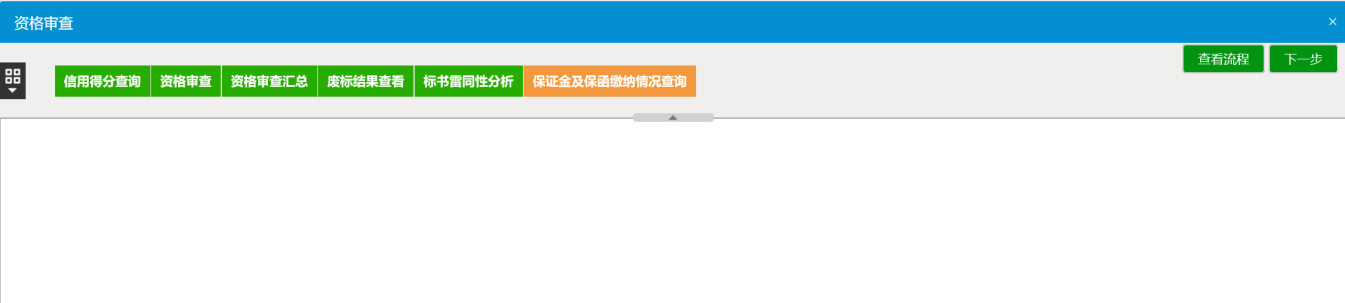 资格审查
×
查看流程 下一步
信用得分查询 资格审查 资格审查汇总 废标结果查看 标书雷同性分析 保证金及保函缴纳情况查询